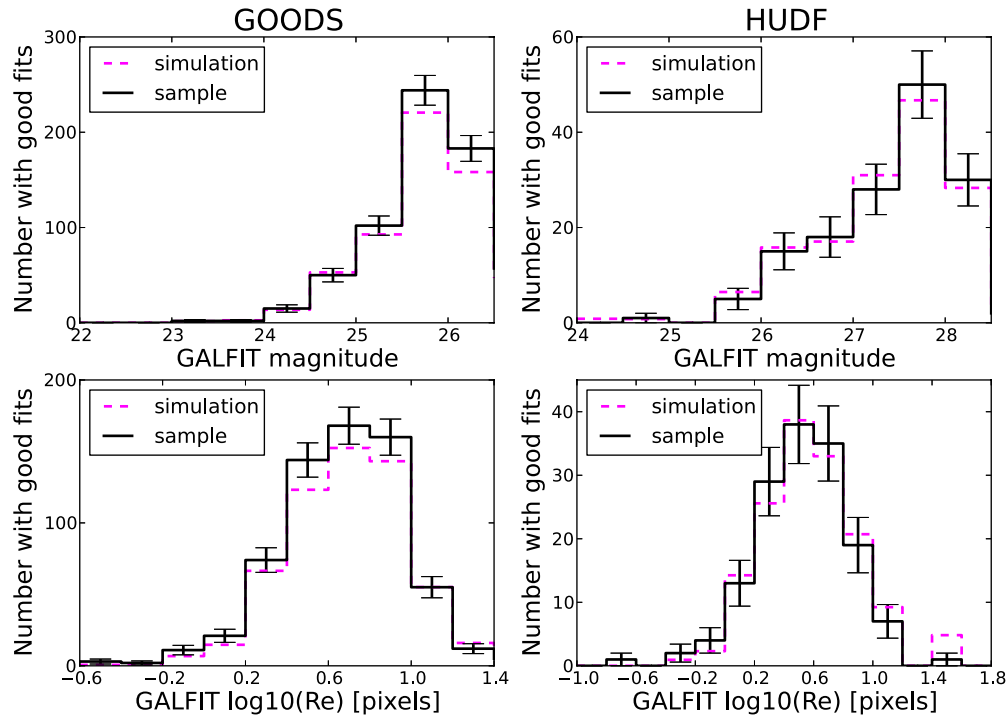 GOODS
HUDF
Number with good fits
300
200
100
0
simulation
sample
22 23 24 25 26
GALFIT magnitude
Number with good fits
60
40
20
0
simulation
sample
24 25 26 27 28
GALFIT magnitude
Number with good fits
200
100
0
simulation
sample
−0.6 −0.2 0.2 0.6 1.0 1.4
GALFIT log10(Re) [pixels]
Number with good fits
40
30
20
10
0
simulation
sample
−1.0 −0.6 −0.2 0.2 0.6 1.0 1.4 1.8
GALFIT log10(Re) [pixels]